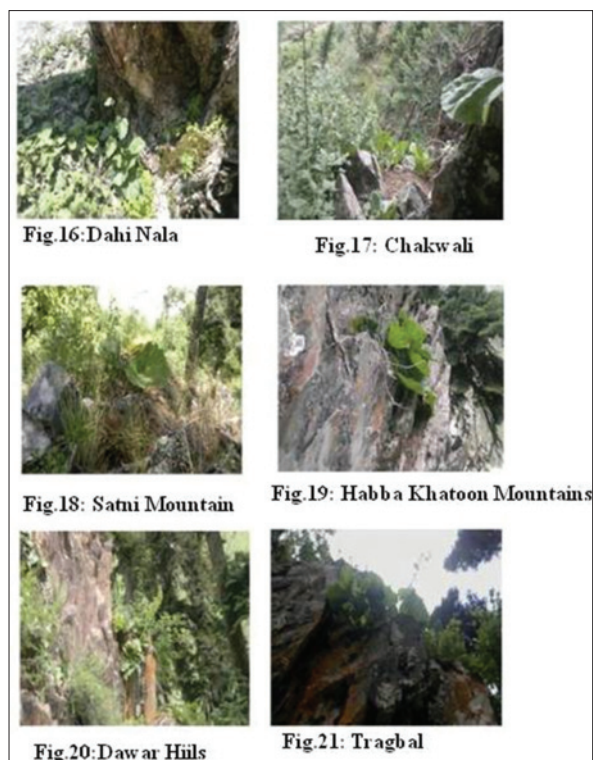 Fig.16:Dahi Nala
Fig.17: Chakwali
Fig.18: Satni Mountain
Fig.19: Habba Khatoon Mountains
Fig.20:Dawar Hiils
Fig.21: Tragbal